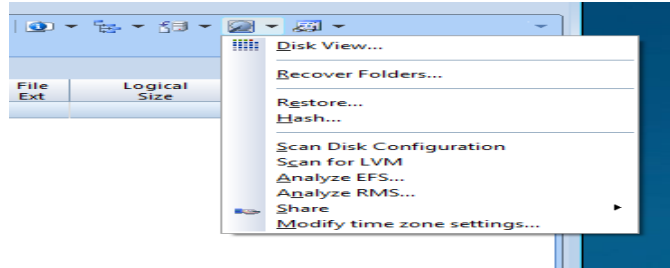 Disk View...
Recover Folders...
File
Ext
Logical
Size
Restore...
Hash...
Scan Disk Configuration
Scan for LVM
Analyze EFS...
Analyze RMS...
Share
Modify time zone settings...